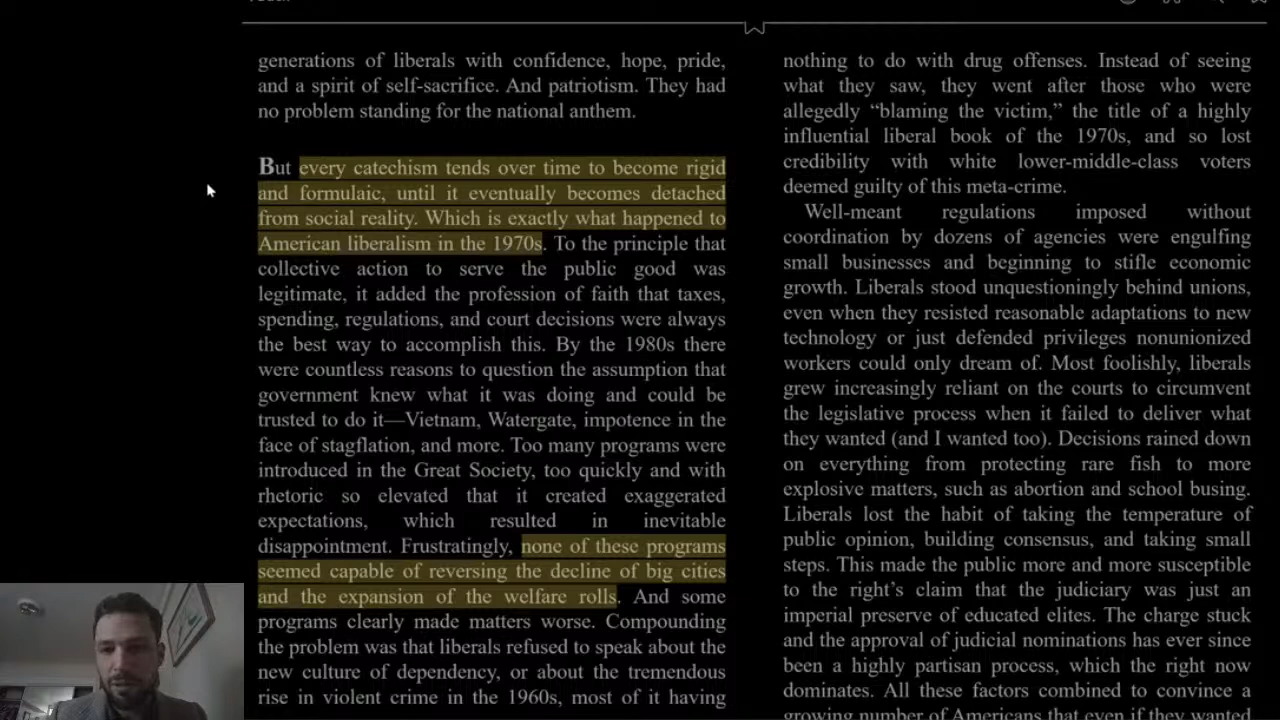 generations of liberals with confidence, hope, pride,
and a spirit of self-sacrifice. And patriotism. They had
no problem standing for the national anthem.
But every catechism tends over time to become rigid
and formulaic, until it eventually becomes detached
from social reality. Which is exactly what happened to
American liberalism in the 1970s. To the principle that
collective action to serve the public good was
legitimate, it added the profession of faith that taxes,
spending, regulations, and court decisions were always
the best way to accomplish this. By the 1980s there
were countless reasons to question the assumption that
government knew what it was doing and could be
trusted to do it—Vietnam, Watergate, impotence in the
face of stagflation, and more. Too many programs were
introduced in the Great Society, too quickly and with
rhetoric so elevated that it created exaggerated
expectations, which resulted in inevitable
disappointment. Frustratingly, none of these programs
seemed capable of reversing the decline of big cities
and the expansion of the welfare rolls. And some
programs clearly made matters worse. Compounding
the problem was that liberals refused to speak about the
new culture of dependency, or about the tremendous
rise in violent crime in the 1960s, most of it having
nothing to do with drug offenses. Instead of seeing
what they saw, they went after those who were
allegedly “blaming the victim,” the title of a highly
influential liberal book of the 1970s, and so lost
credibility with white lower-middle-class voters
deemed guilty of this meta-crime.
Well-meant regulations imposed without
coordination by dozens of agencies were engulfing
small businesses and beginning to stifle economic
growth. Liberals stood unquestioningly behind unions,
even when they resisted reasonable adaptations to new
technology or just defended privileges nonunionized
workers could only dream of. Most foolishly, liberals
grew increasingly reliant on the courts to circumvent
the legislative process when it failed to deliver what
they wanted (and I wanted too). Decisions rained down
on everything from protecting rare fish to more
explosive matters, such as abortion and school busing.
Liberals lost the habit of taking the temperature of
public opinion, building consensus, and taking small
steps. This made the public more and more susceptible
to the right’s claim that the judiciary was just an
imperial preserve of educated elites. The charge stuck
and the approval of judicial nominations has ever since
been a highly partisan process, which the right now
dominates. All these factors combined to convince a
growing number of Americans that even if they wanted